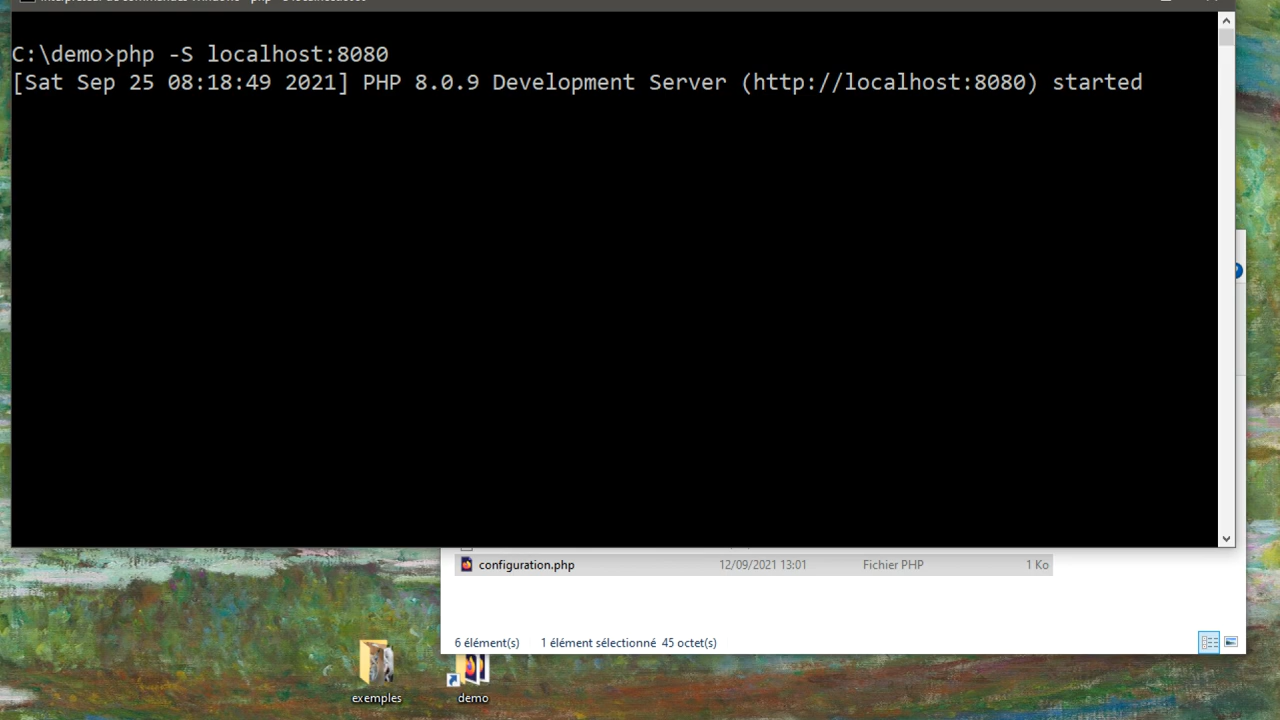 C:\demo>php -S localhost:8080
[Sat Sep 25 08:18:49 2021] PHP 8.0.9 Development Server (http://localhost:8080) started
configuration.php 12/09/2021 13:01 Fichier PHP 1 Ko
6 élément(s) 1 élément sélectionné 45 octet(s)
exemples demo